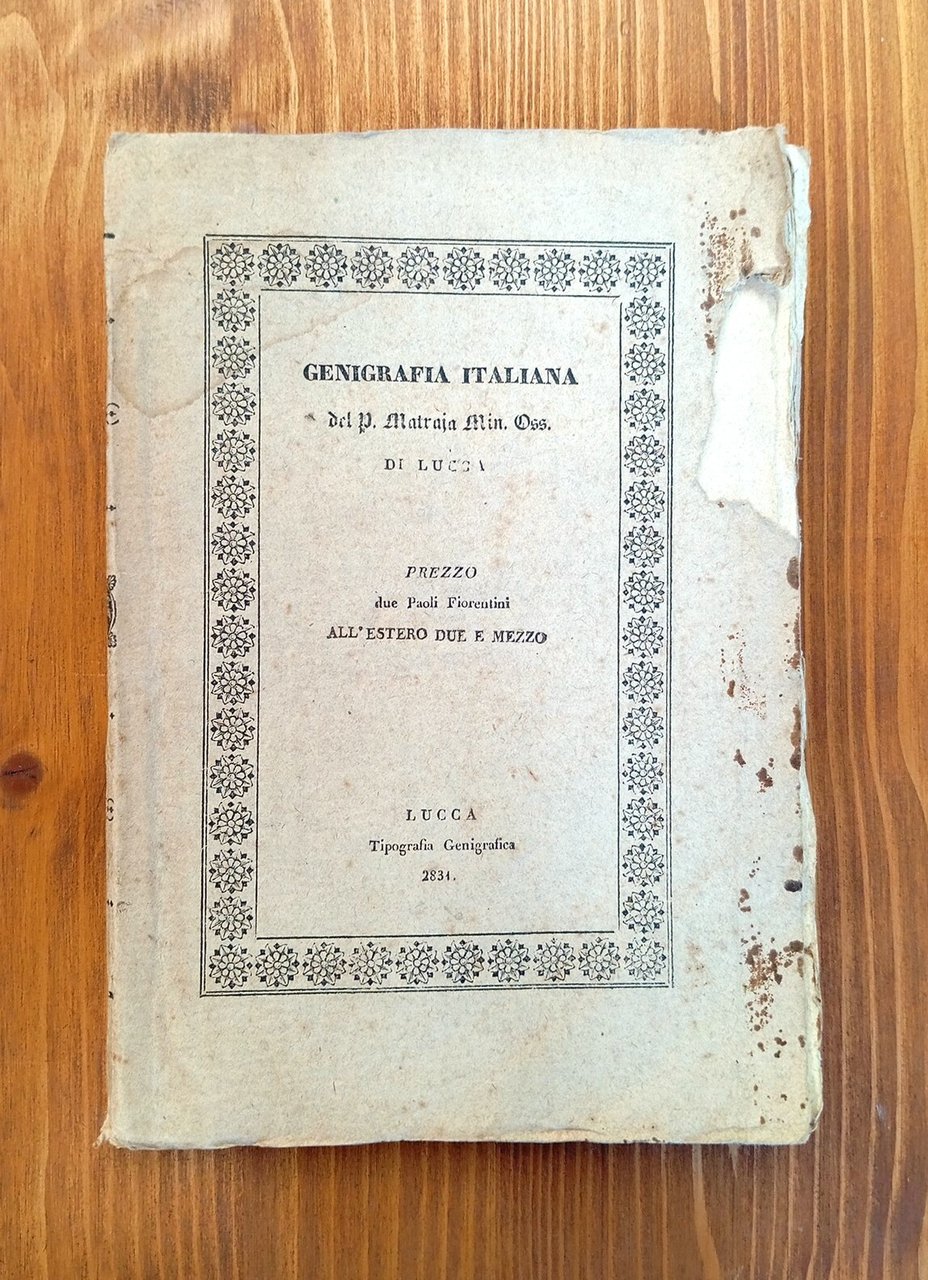 GENIGRAFIA ITALIANA
del P. Matraja Min. Oss.
DI LUCCA
PREZZO
due Paoli Fiorentini
ALL'ESTERO DUE E MEZZO
LUCCA
Tipografia Genigrafica
2831.